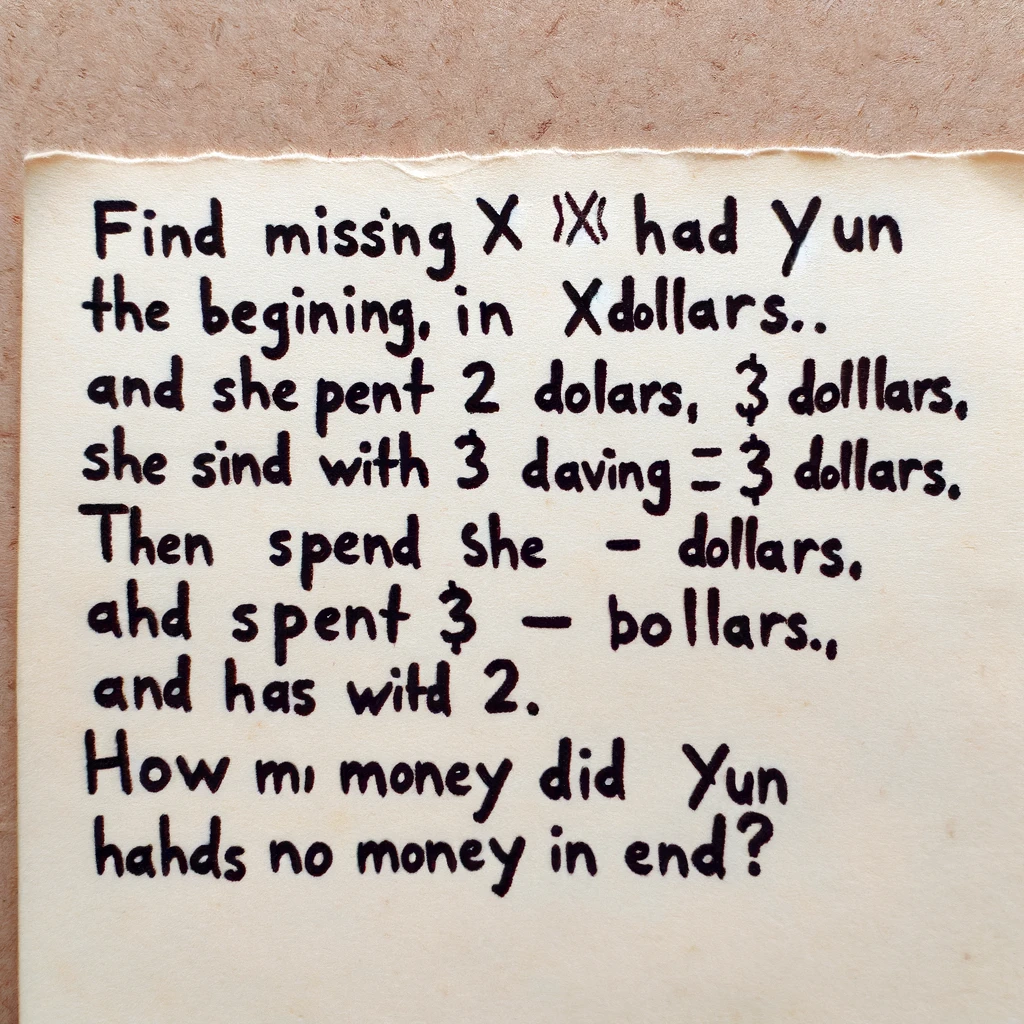 Find missing X X had Yun
the begining, in X dollars..
and she pent 2 dolars, $ dolllars,
she sind with 3 daving = $ dollars.
Then spend She – dollars.
ahd spent $ – bollars.,
and has witd 2.
How mı money did Yun
hahds no money in end?